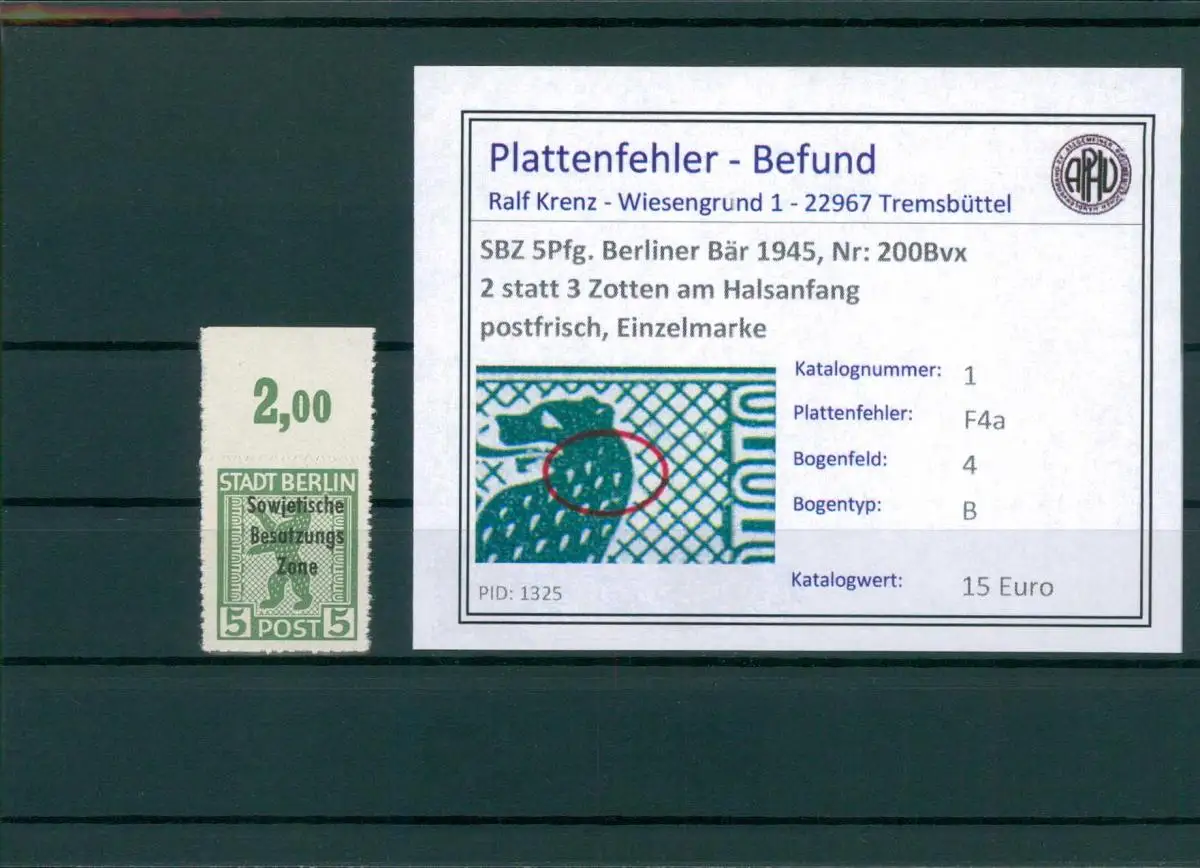 2,00
STADT BERLIN
Sowjetische
Besatzungs
Zone
5 POST 5
Plattenfehler - Befund
Ralf Krenz - Wiesengrund 1 - 22967 Tremsbüttel
SBZ 5Pfg. Berliner Bär 1945, Nr: 200Bvx
2 statt 3 Zotten am Halsanfang
postfrisch, Einzelmarke
Katalognummer: 1
Plattenfehler: F4a
Bogenfeld: 4
Bogentyp: B
Katalogwert: 15 Euro
PID: 1325